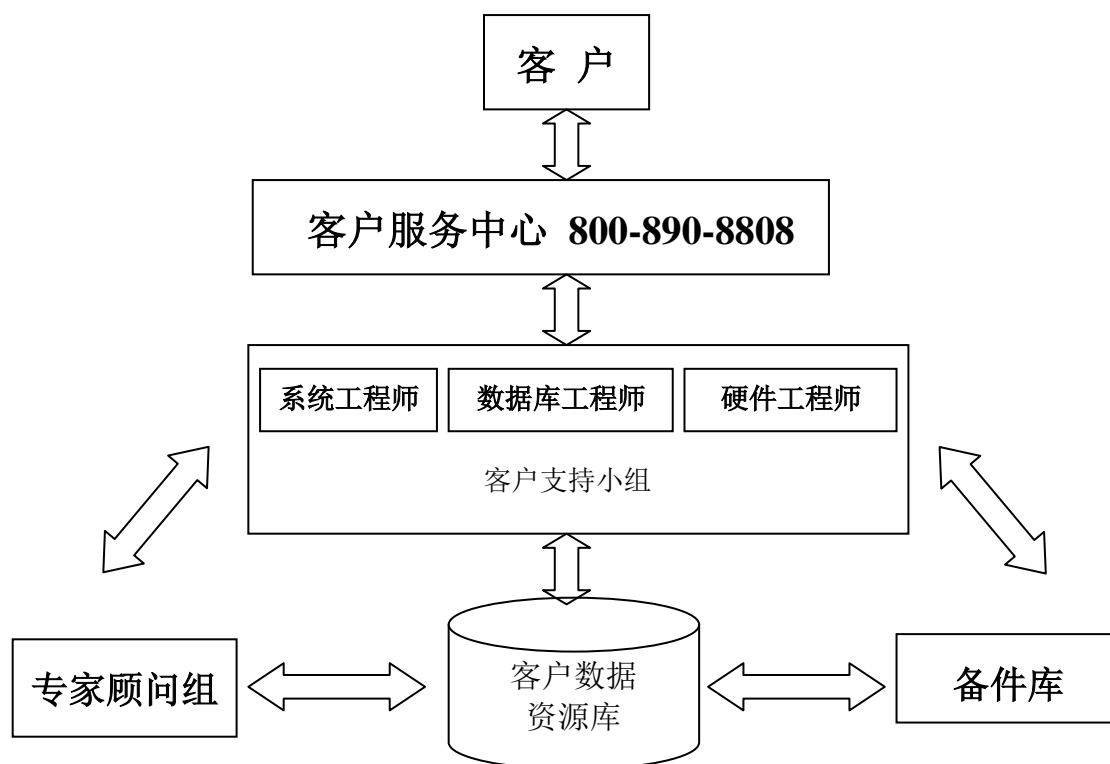 客 户
客户服务中心 800-890-8808
系统工程师
数据库工程师
硬件工程师
客户支持小组
专家顾问组
客户数据
资源库
备件库